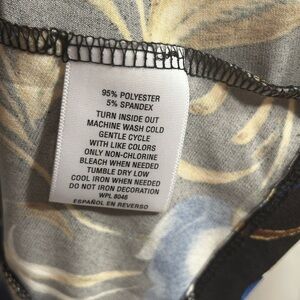 95% POLYESTER
5% SPANDEX
TURN INSIDE OUT
MACHINE WASH COLD
GENTLE CYCLE
WITH LIKE COLORS
ONLY NON-CHLORINE
BLEACH WHEN NEEDED
TUMBLE DRY LOW
COOL IRON WHEN NEEDED
DO NOT IRON DECORATION
WPL 8046
ESPAÑOL EN REVERSO